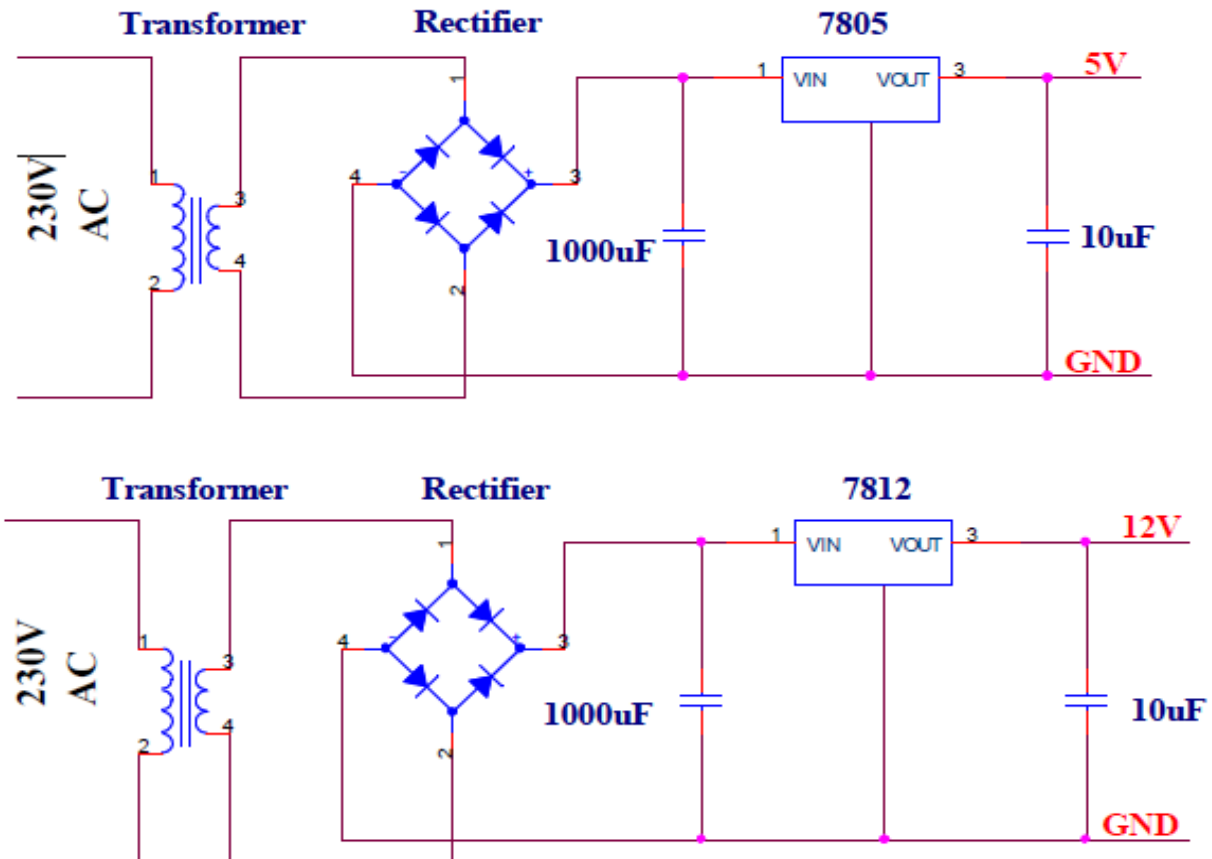 Transformer
Rectifier
7805
1
1
VIN
VOUT
3
5V
230V
AC
1
3
4
-
+
3
1000uF
10uF
2
4
2
GND
Transformer
Rectifier
7812
1
1
VIN
VOUT
3
12V
230V
AC
1
3
4
-
+
3
1000uF
10uF
2
4
2
GND